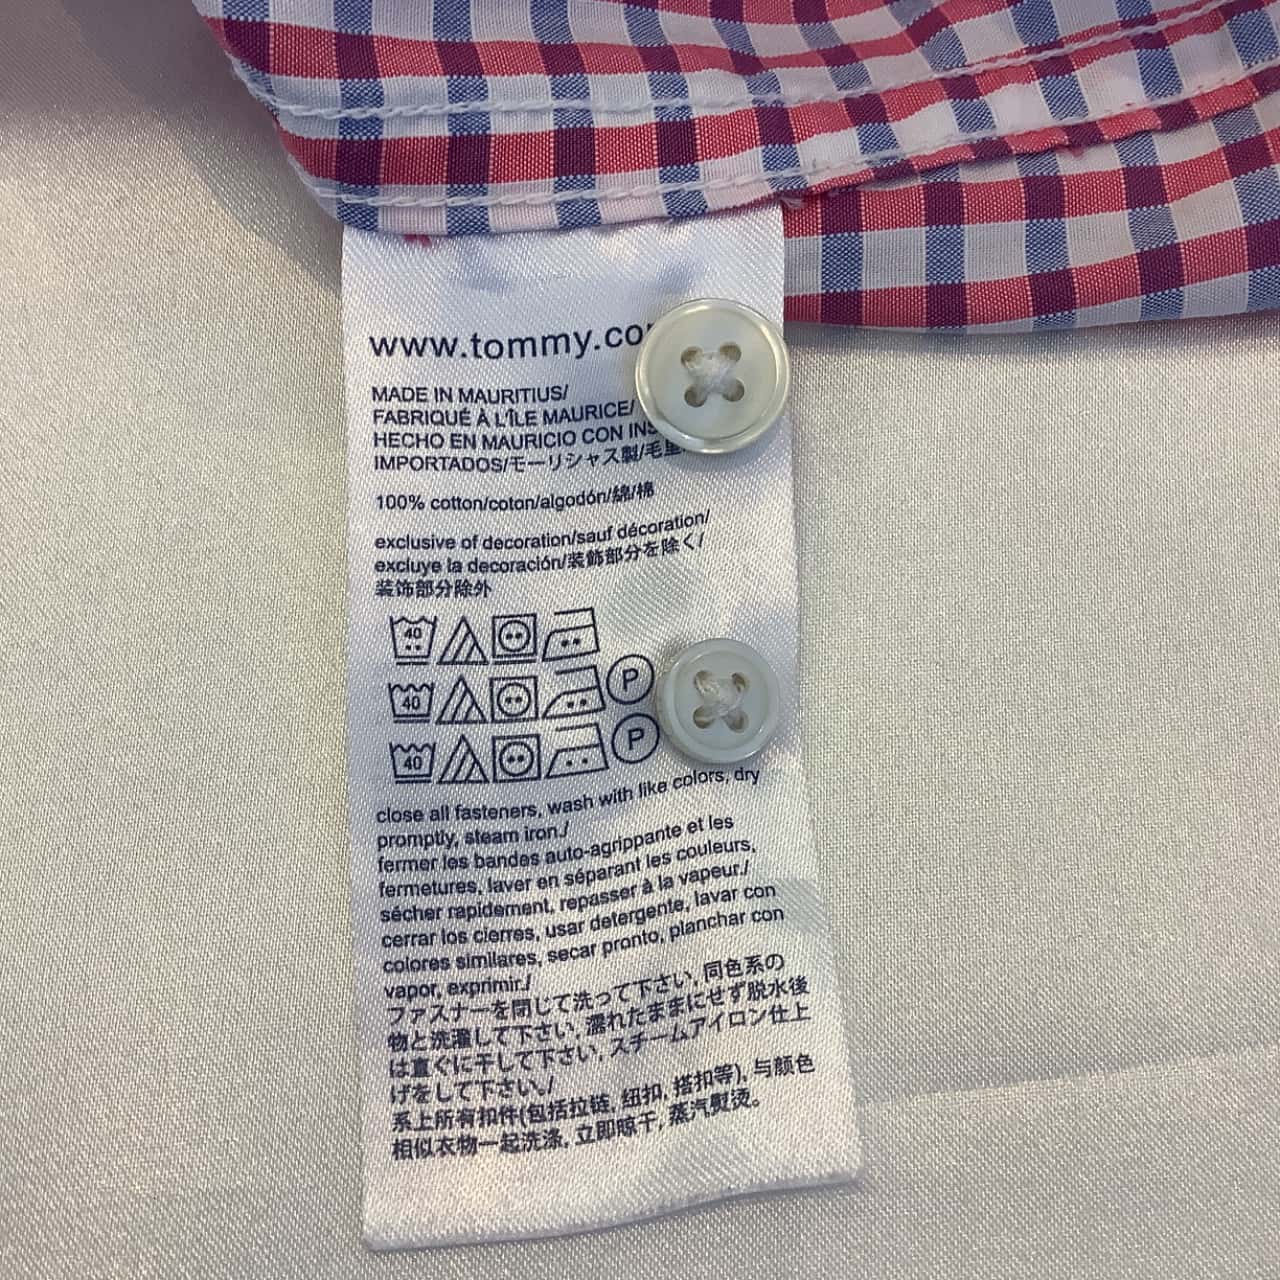 www.tommy.co
MADE IN MAURITIUS/
FABRIQUÉ À L'ÎLE MAURICE/
HECHO EN MAURICIO CON INS
IMPORTADOS/モーリシャス製/毛里
100% cotton/coton/algodón/綿/棉
exclusive of decoration/sauf décoration/
excluye la decoración/装飾部分を除く/
装饰部分除外
40
40 P
40 P
close all fasteners, wash with like colors, dry
promptly, steam iron./
fermer les bandes auto-agrippante et les
fermetures, laver en séparant les couleurs,
sécher rapidement, repasser à la vapeur./
cerrar los cierres, usar detergente, lavar con
colores similares, secar pronto, planchar con
vapor, exprimir./
ファスナーを閉じて洗って下さい, 同色系の
物と洗濯して下さい, 濡れたままにせず脱水後
は直ぐに干して下さい, スチームアイロン仕上
げをして下さい./
系上所有扣件(包括拉链, 纽扣, 搭扣等), 与颜色
相似衣物一起洗涤, 立即晾干, 蒸汽熨烫。